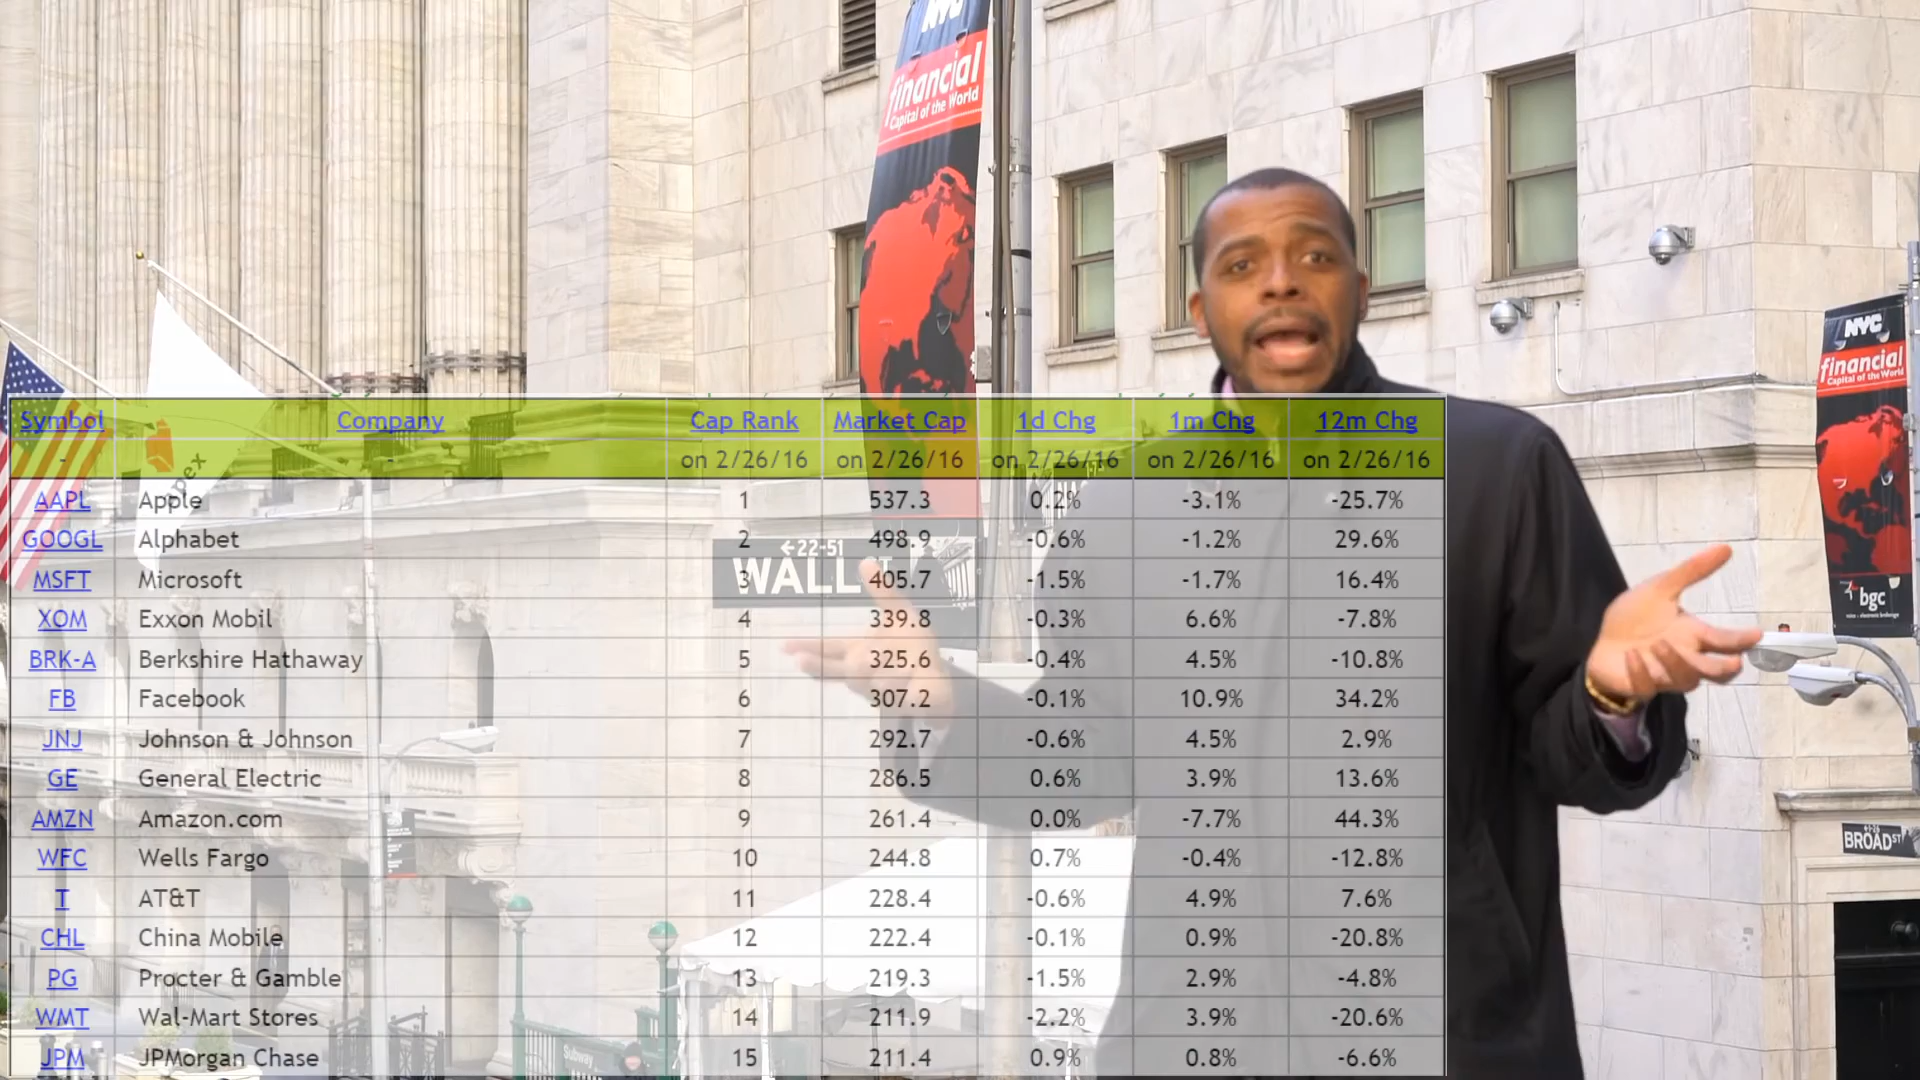 NYC
financial
Capital of the World
NYC
financial
Capital of the World
bgc
Symbol Company Cap Rank Market Cap 1d Chg 1m Chg 12m Chg
- - on 2/26/16 on 2/26/16 on 2/26/16 on 2/26/16 on 2/26/16
AAPL Apple 1 537.3 0.2% -3.1% -25.7%
GOOGL Alphabet 2 498.9 -0.6% -1.2% 29.6%
MSFT Microsoft 3 405.7 -1.5% -1.7% 16.4%
XOM Exxon Mobil 4 339.8 -0.3% 6.6% -7.8%
BRK-A Berkshire Hathaway 5 325.6 -0.4% 4.5% -10.8%
FB Facebook 6 307.2 -0.1% 10.9% 34.2%
JNJ Johnson & Johnson 7 292.7 -0.6% 4.5% 2.9%
GE General Electric 8 286.5 0.6% 3.9% 13.6%
AMZN Amazon.com 9 261.4 0.0% -7.7% 44.3%
WFC Wells Fargo 10 244.8 0.7% -0.4% -12.8%
T AT&T 11 228.4 -0.6% 4.9% 7.6%
CHL China Mobile 12 222.4 -0.1% 0.9% -20.8%
PG Procter & Gamble 13 219.3 -1.5% 2.9% -4.8%
WMT Wal-Mart Stores 14 211.9 -2.2% 3.9% -20.6%
JPM JPMorgan Chase 15 211.4 0.9% 0.8% -6.6%
←22-51
WALL ST
BROAD ST
Subway